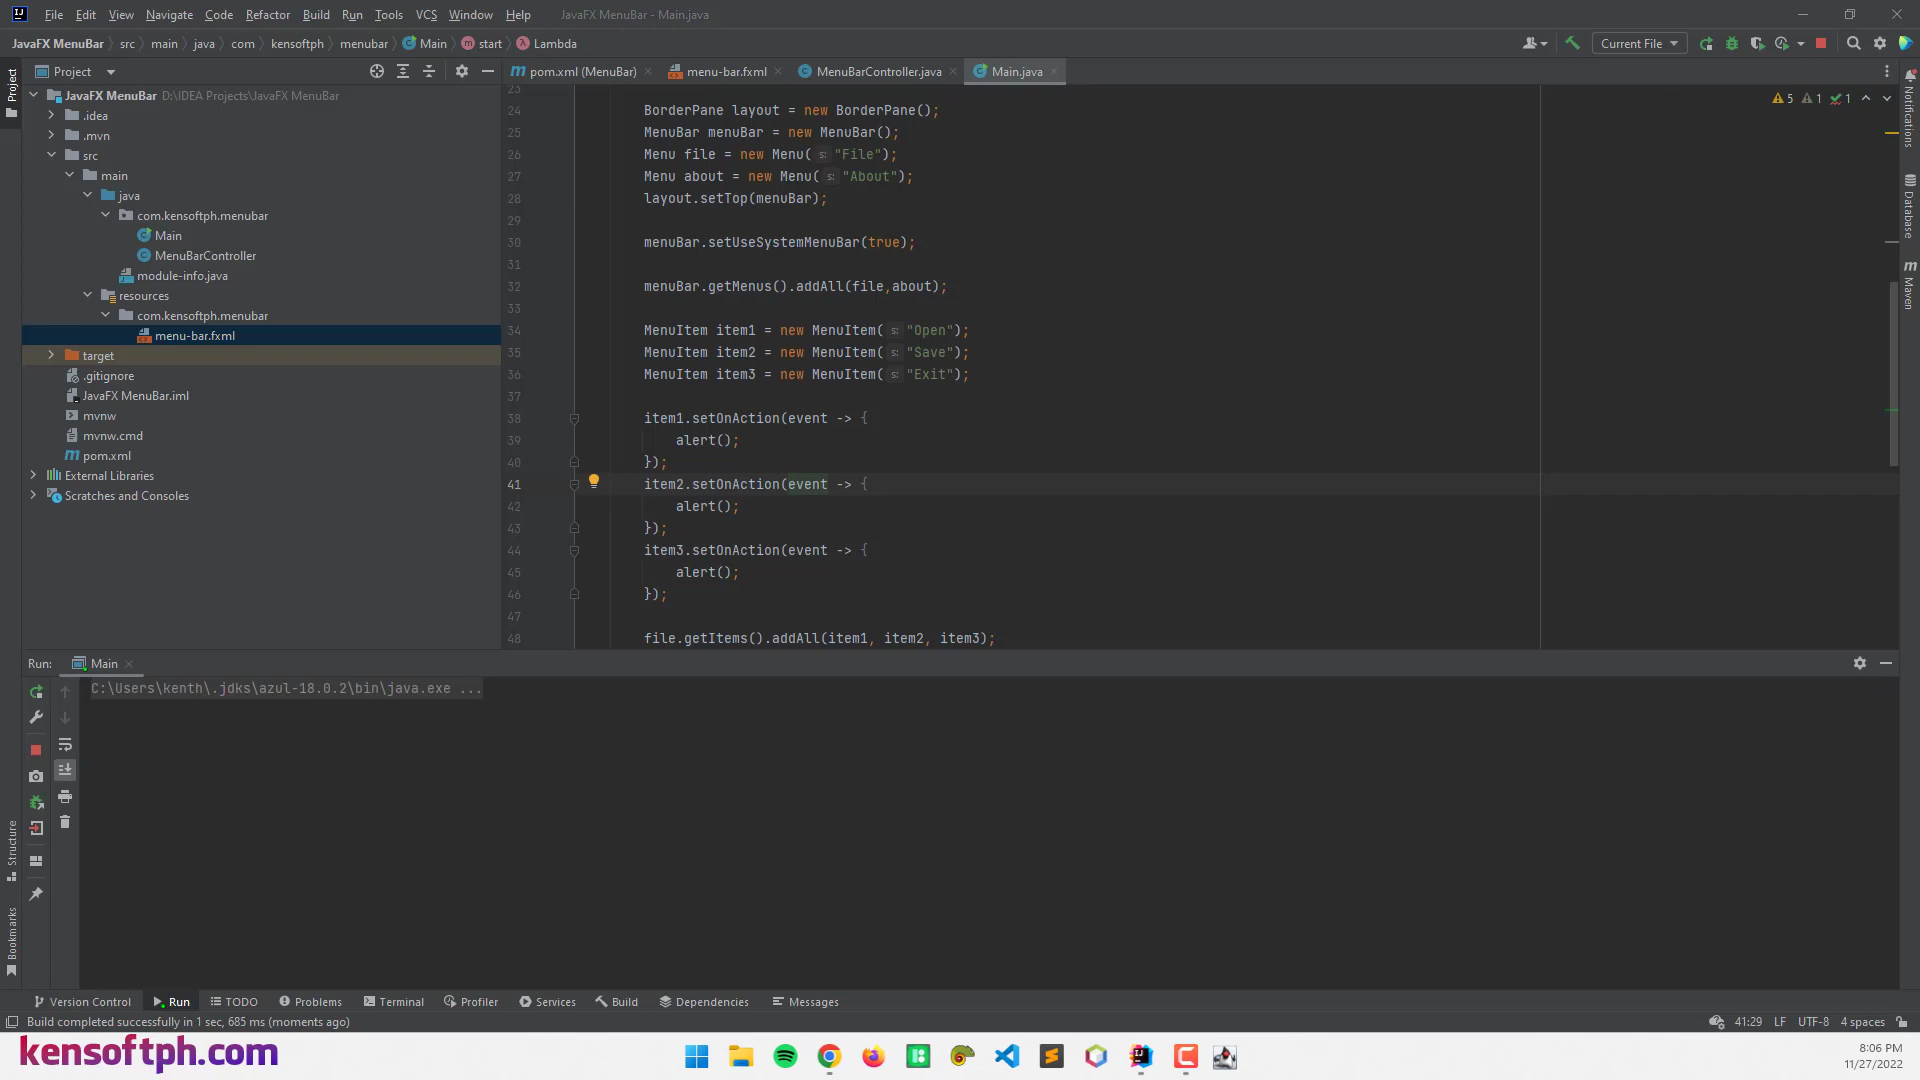 File Edit View Navigate Code Refactor Build Run Tools VCS Window Help JavaFX MenuBar - Main.java
JavaFX MenuBar src main java com kensoftph menubar Main start Lambda Current File
Project
pom.xml (MenuBar) menu-bar.fxml MenuBarController.java Main.java
Project
JavaFX MenuBar D:\IDEA Projects\JavaFX MenuBar
.idea
.mvn
src
main
java
com.kensoftph.menubar
Main
MenuBarController
module-info.java
resources
com.kensoftph.menubar
menu-bar.fxml
target
.gitignore
JavaFX MenuBar.iml
mvnw
mvnw.cmd
pom.xml
External Libraries
Scratches and Consoles
5 1 1
23
24 BorderPane layout = new BorderPane();
25 MenuBar menuBar = new MenuBar();
26 Menu file = new Menu( s: "File");
27 Menu about = new Menu( s: "About");
28 layout.setTop(menuBar);
29
30 menuBar.setUseSystemMenuBar(true);
31
32 menuBar.getMenus().addAll(file,about);
33
34 MenuItem item1 = new MenuItem( s: "Open");
35 MenuItem item2 = new MenuItem( s: "Save");
36 MenuItem item3 = new MenuItem( s: "Exit");
37
38 item1.setOnAction(event -> {
39 alert();
40 });
41 item2.setOnAction(event -> {
42 alert();
43 });
44 item3.setOnAction(event -> {
45 alert();
46 });
47
48 file.getItems().addAll(item1, item2, item3);
Notifications
Database
Maven
Run: Main
C:\Users\kenth\.jdks\azul-18.0.2\bin\java.exe ...
Structure
Bookmarks
Version Control Run TODO Problems Terminal Profiler Services Build Dependencies Messages
Build completed successfully in 1 sec, 685 ms (moments ago) 41:29 LF UTF-8 4 spaces
kensoftph.com
8:06 PM
11/27/2022